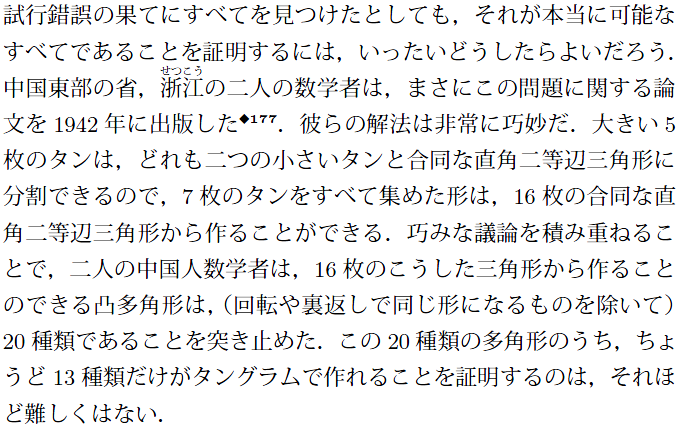 試行錯誤の果てにすべてを見つけたとしても，それが本当に可能な
すべてであることを証明するには，いったいどうしたらよいだろう．
中国東部の省，浙江の二人の数学者は，まさにこの問題に関する論
せつこう
文を 1942 年に出版した◆177．彼らの解法は非常に巧妙だ．大きい 5
枚のタンは，どれも二つの小さいタンと合同な直角二等辺三角形に
分割できるので，7 枚のタンをすべて集めた形は，16 枚の合同な直
角二等辺三角形から作ることができる．巧みな議論を積み重ねるこ
とで，二人の中国人数学者は，16 枚のこうした三角形から作ること
のできる凸多角形は，（回転や裏返しで同じ形になるものを除いて）
20 種類であることを突き止めた．この 20 種類の多角形のうち，ちょ
うど 13 種類だけがタングラムで作れることを証明するのは，それほ
ど難しくはない．